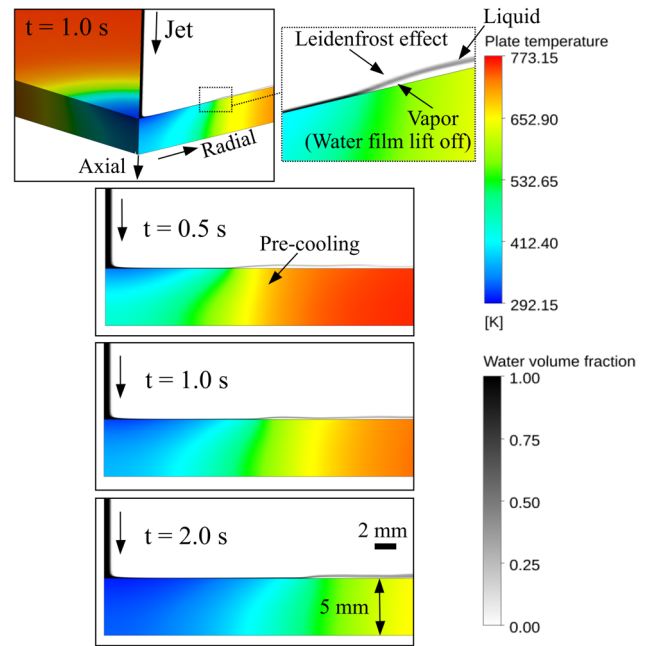 t = 1.0 s
Jet
Axial
Radial
Leidenfrost effect
Liquid
Vapor
(Water film lift off)
Plate temperature
773.15
652.90
532.65
412.40
292.15
[K]
t = 0.5 s
Pre-cooling
t = 1.0 s
t = 2.0 s
2 mm
5 mm
Water volume fraction
1.00
0.75
0.50
0.25
0.00